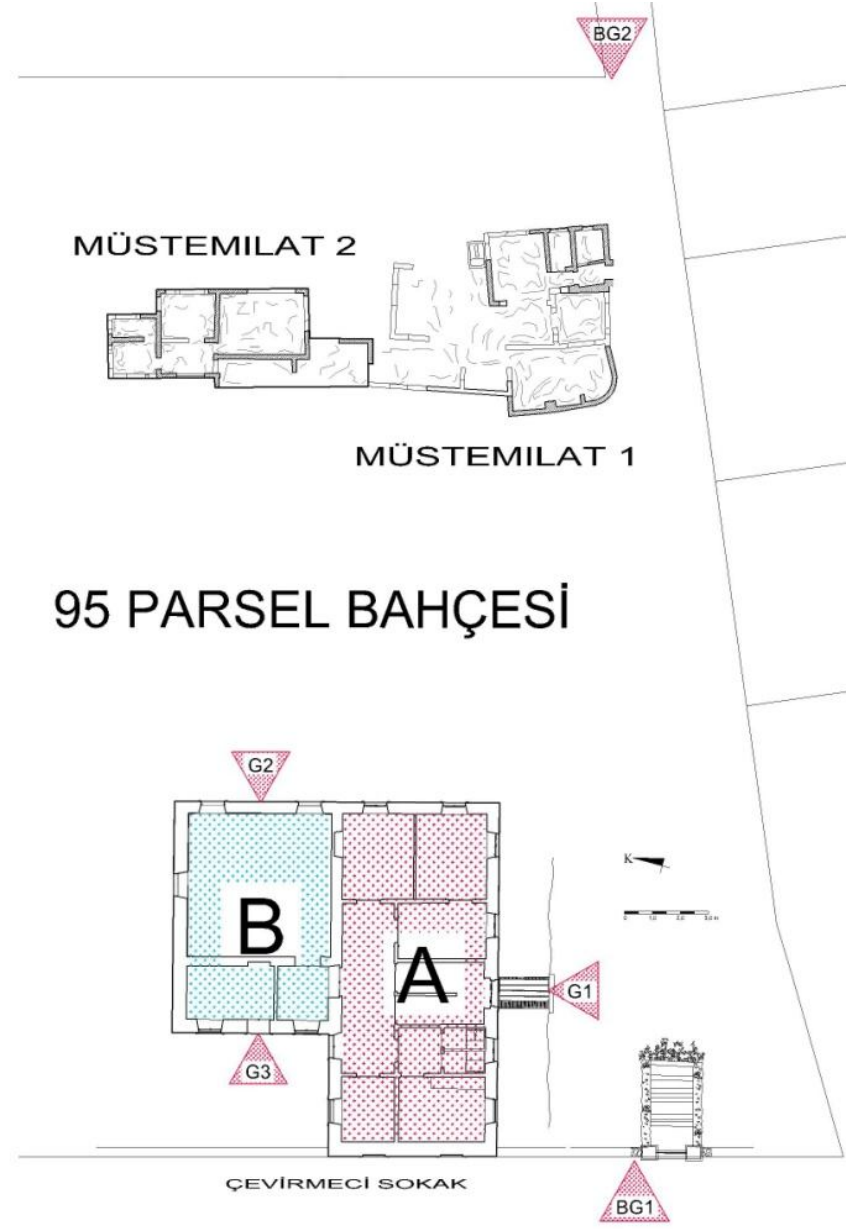 BG2
MÜSTEMILAT 2
MÜSTEMILAT 1
95 PARSEL BAHÇESİ
G2
K
B
A
G1
G3
ÇEVİRMECİ SOKAK
BG1